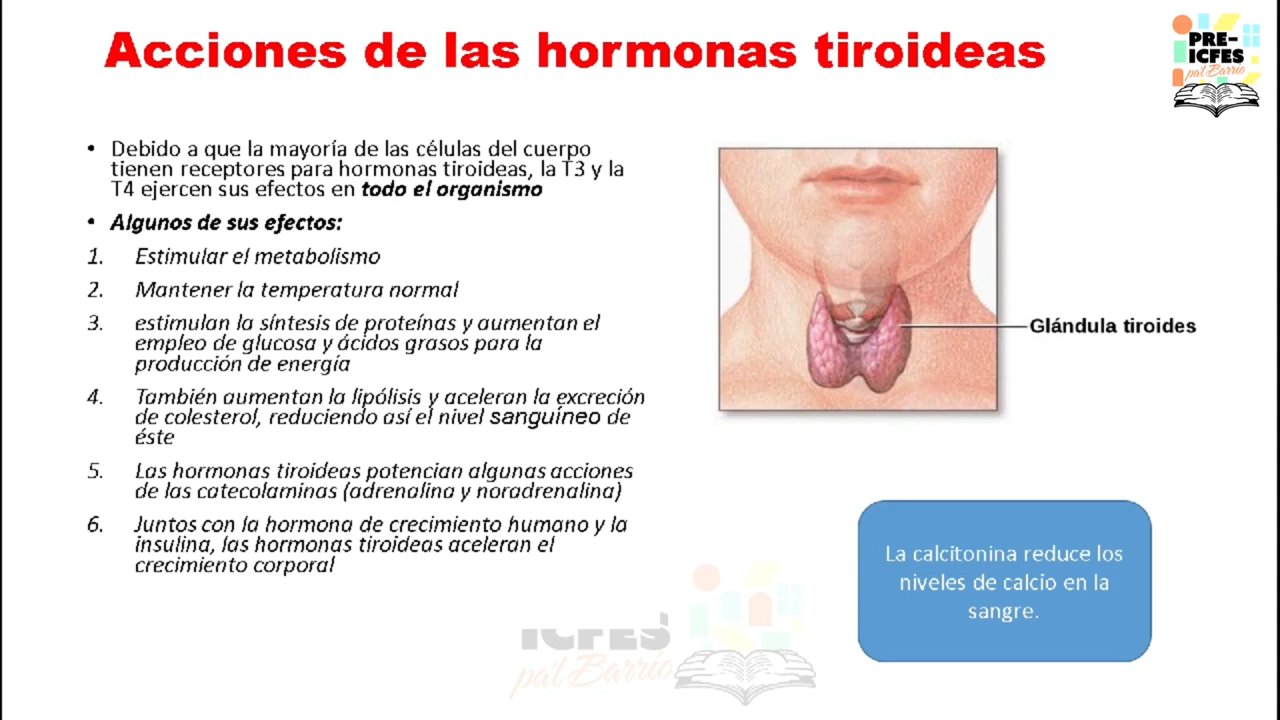 Acciones de las hormonas tiroideas
PRE-
ICFES
pa'l Barrio
• Debido a que la mayoría de las células del cuerpo
tienen receptores para hormonas tiroideas, la T3 y la
T4 ejercen sus efectos en todo el organismo
• Algunos de sus efectos:
1. Estimular el metabolismo
2. Mantener la temperatura normal
3. estimulan la síntesis de proteínas y aumentan el
empleo de glucosa y ácidos grasos para la
producción de energía
4. También aumentan la lipólisis y aceleran la excreción
de colesterol, reduciendo así el nivel sanguíneo de
éste
5. Las hormonas tiroideas potencian algunas acciones
de las catecolaminas (adrenalina y noradrenalina)
6. Juntos con la hormona de crecimiento humano y la
insulina, las hormonas tiroideas aceleran el
crecimiento corporal
Glándula tiroides
La calcitonina reduce los
niveles de calcio en la
sangre.
ICFES
pa'l Barrio